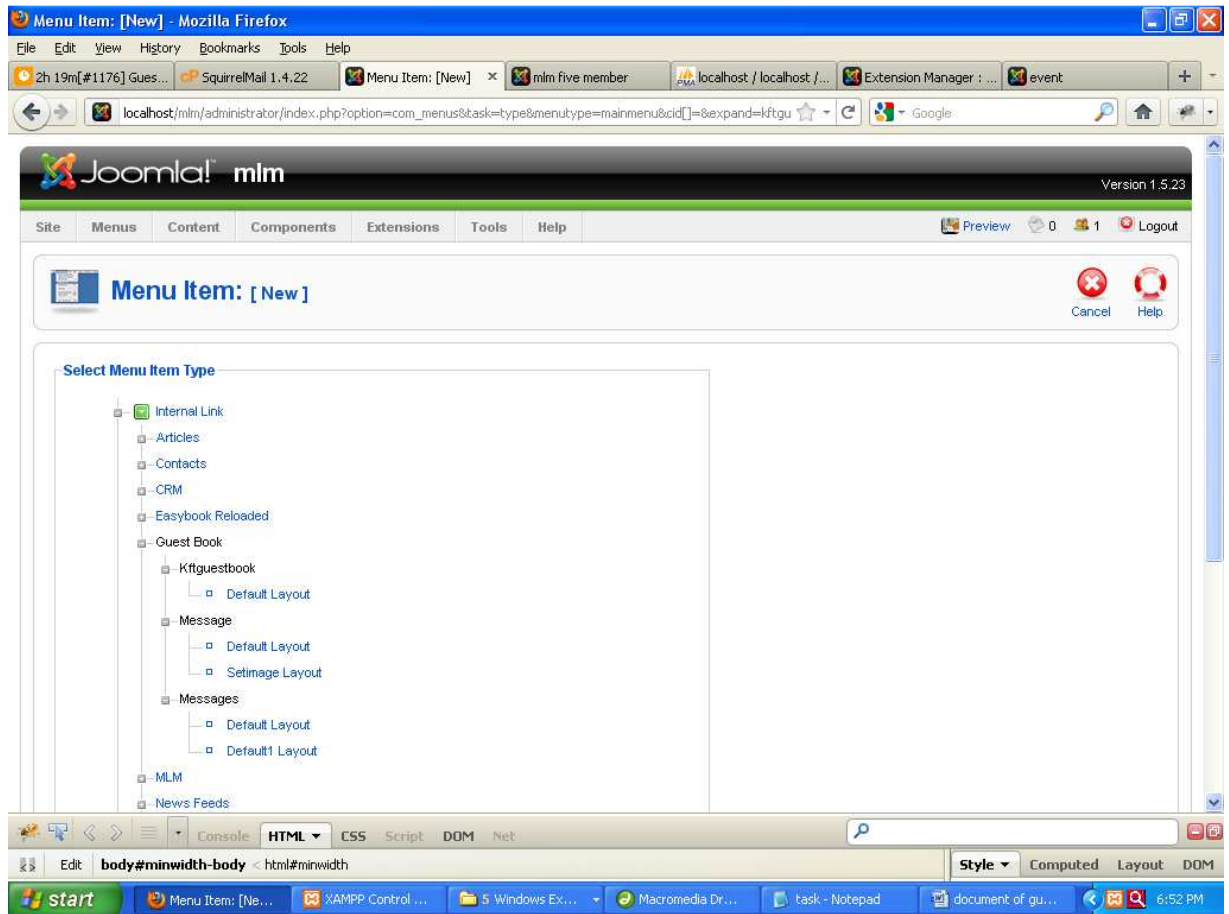 Menu Item: [New] - Mozilla Firefox
File Edit View History Bookmarks Tools Help
2h 19m[#1176] Gues... SquirrelMail 1.4.22 Menu Item: [New] × mlm five member localhost / localhost /... Extension Manager : ... event
localhost/mlm/administrator/index.php?option=com_menus&task=type&menutype=mainmenu&cid[]=&expand=kftgu Google
Joomla! mlm
Version 1.5.23
Site Menus Content Components Extensions Tools Help Preview 0 1 Logout
Menu Item: [ New ]
Cancel Help
Select Menu Item Type
Internal Link
Articles
Contacts
CRM
Easybook Reloaded
Guest Book
Kftguestbook
Default Layout
Message
Default Layout
Setimage Layout
Messages
Default Layout
Default1 Layout
MLM
News Feeds
Console HTML CSS Script DOM Net
Edit body#minwidth-body < html#minwidth Style Computed Layout DOM
start Menu Item: [Ne... XAMPP Control ... 5 Windows Ex... Macromedia Dr... task - Notepad document of gu... 6:52 PM